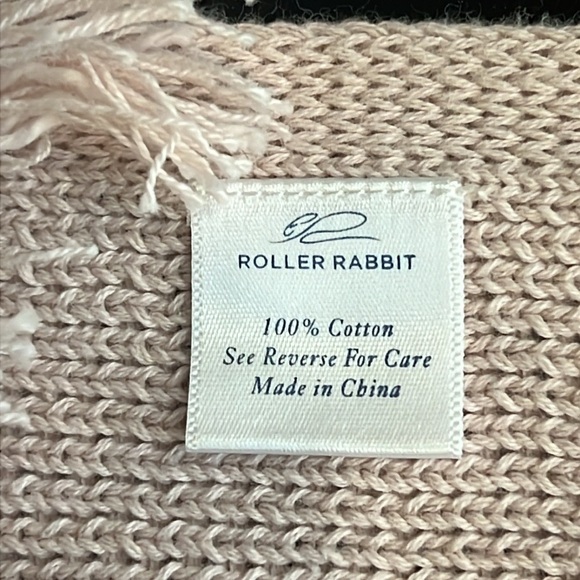 ROLLER RABBIT
100% Cotton
See Reverse For Care
Made in China